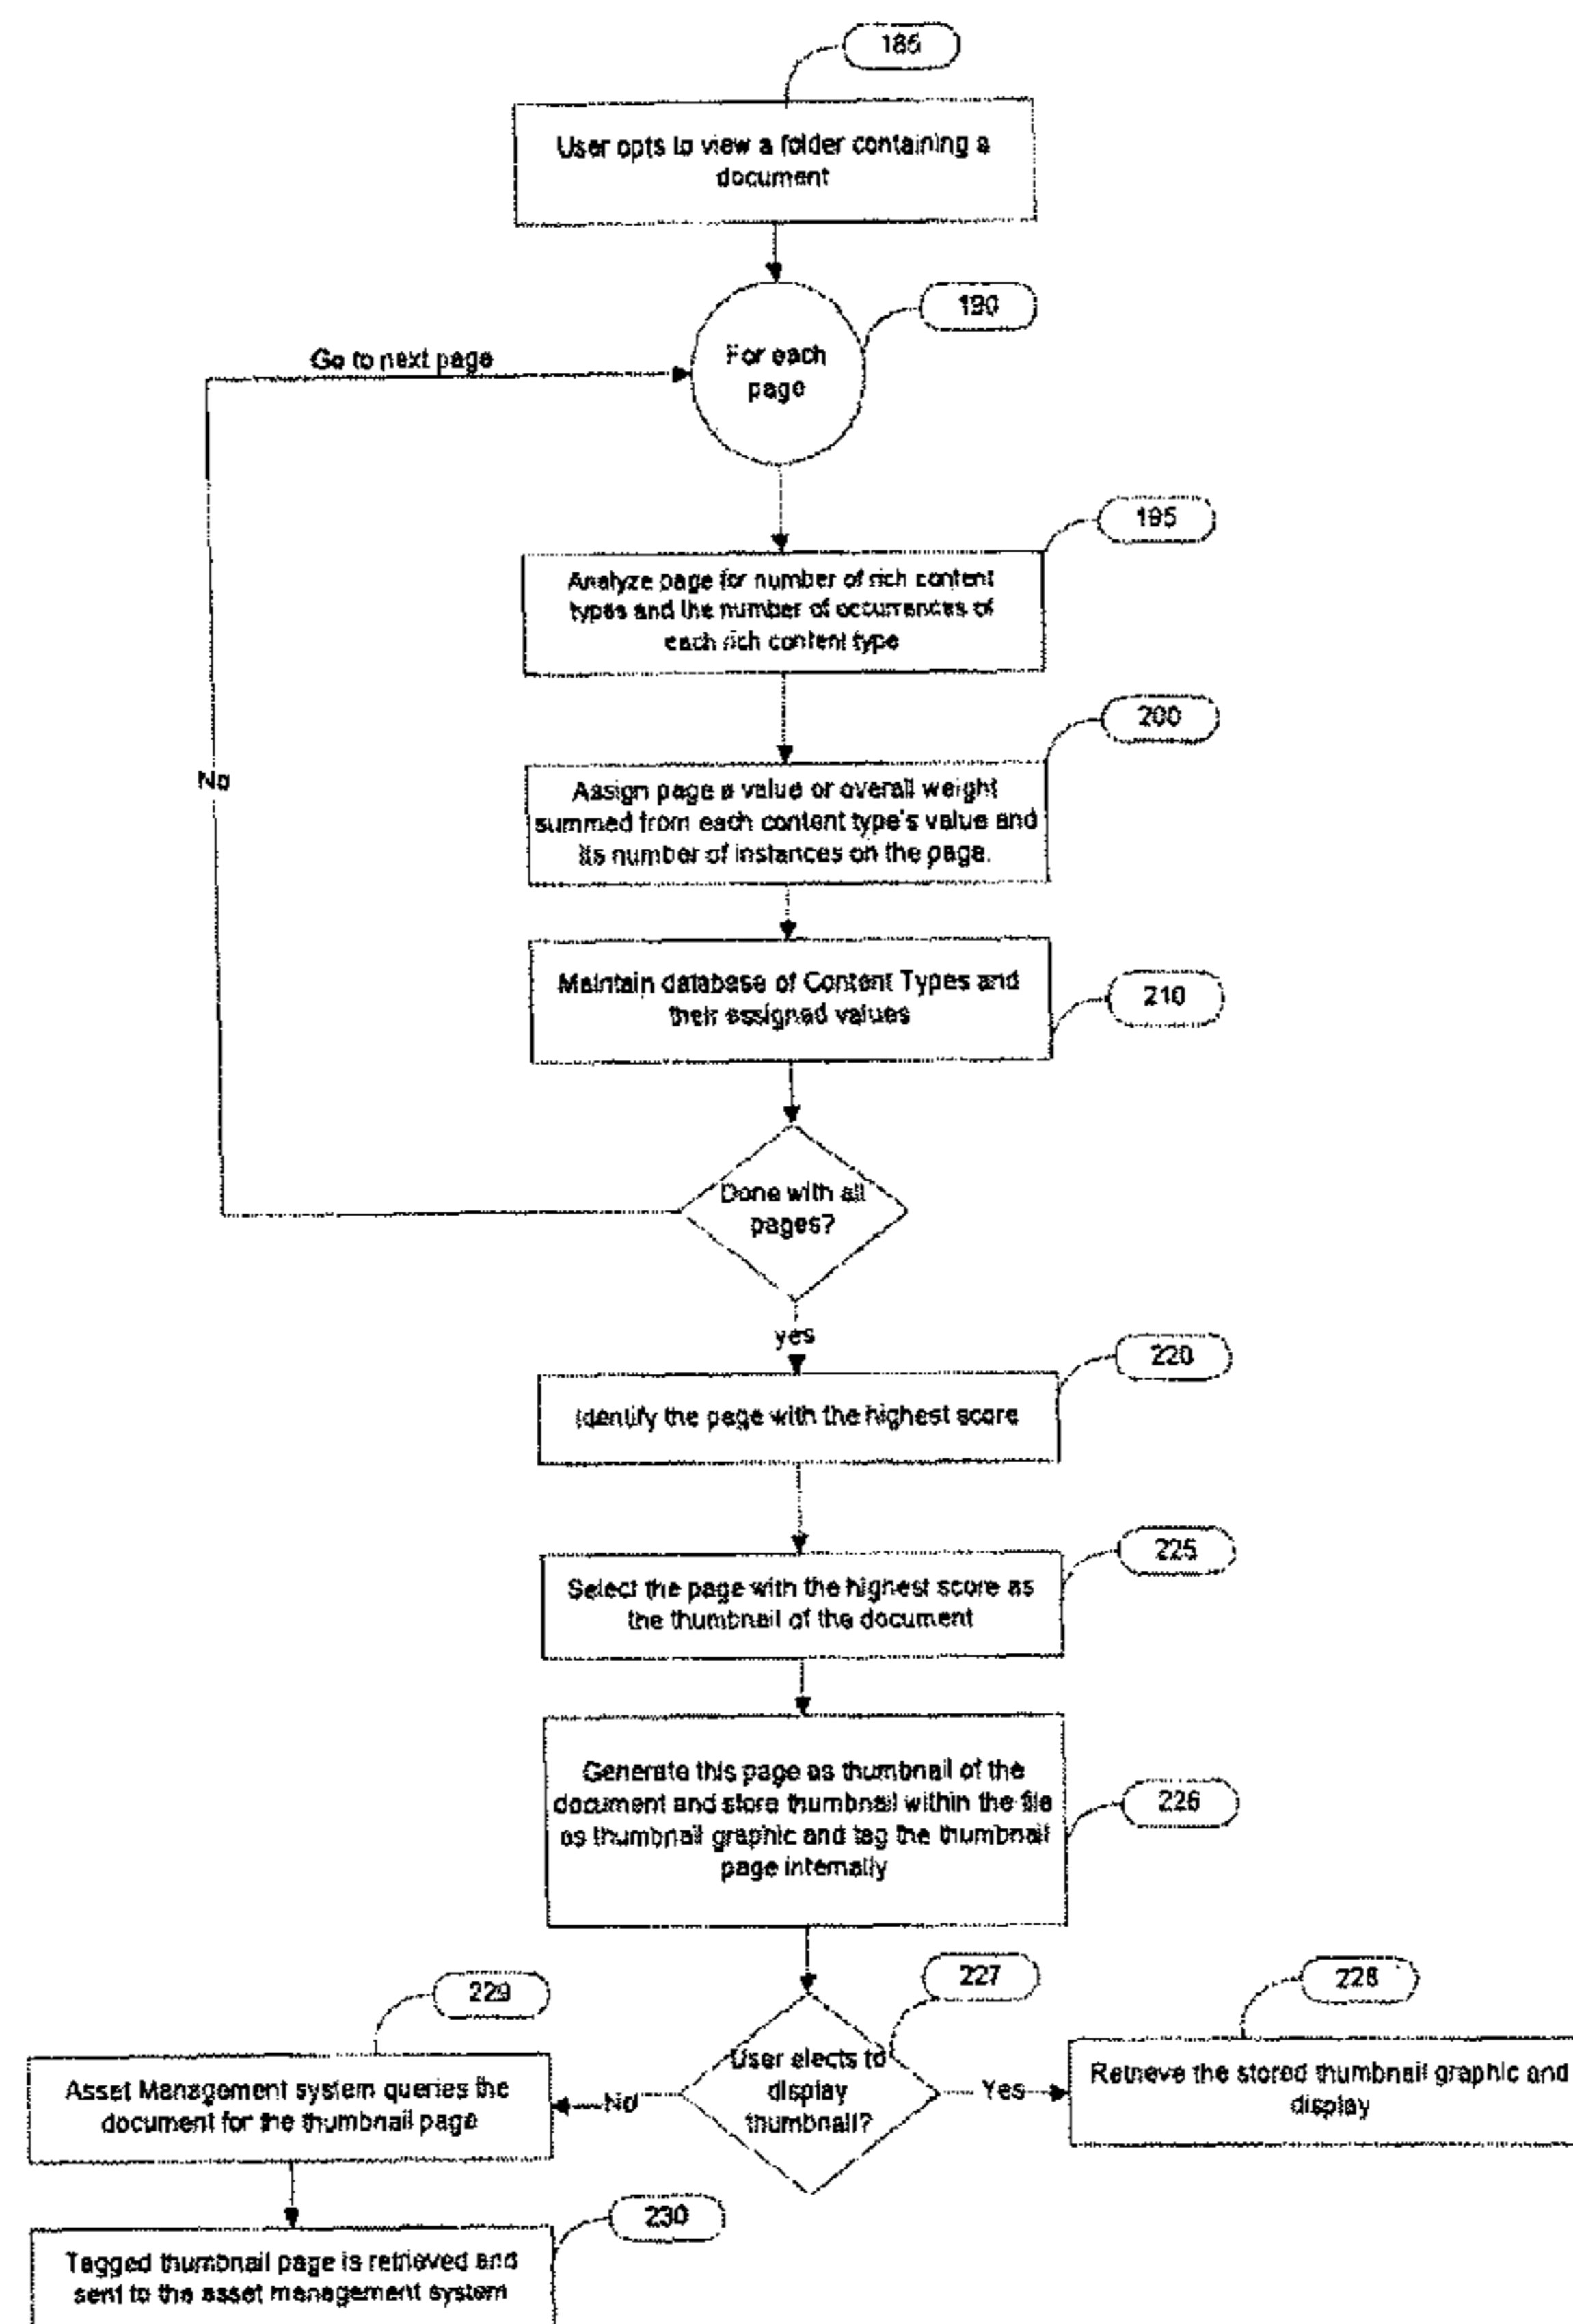 185
User opts to view a folder containing a
document
190
For each
page
Go to next page
195
Analyze page for number of rich content
types and the number of occurrences of
each rich content type
200
Assign page a value or overall weight
summed from each content type's value and
its number of instances on the page.
No
210
Maintain database of Content Types and
their assigned values
Done with all
pages?
yes
220
Identify the page with the highest score
225
Select the page with the highest score as
the thumbnail of the document
226
Generate this page as thumbnail of the
document and store thumbnail within the file
as thumbnail graphic and tag the thumbnail
page internally
227
228
229
User elects to
display
thumbnail?
Yes
Retrieve the stored thumbnail graphic and
display
No
Asset Management system queries the
document for the thumbnail page
230
Tagged thumbnail page is retrieved and
sent to the asset management system